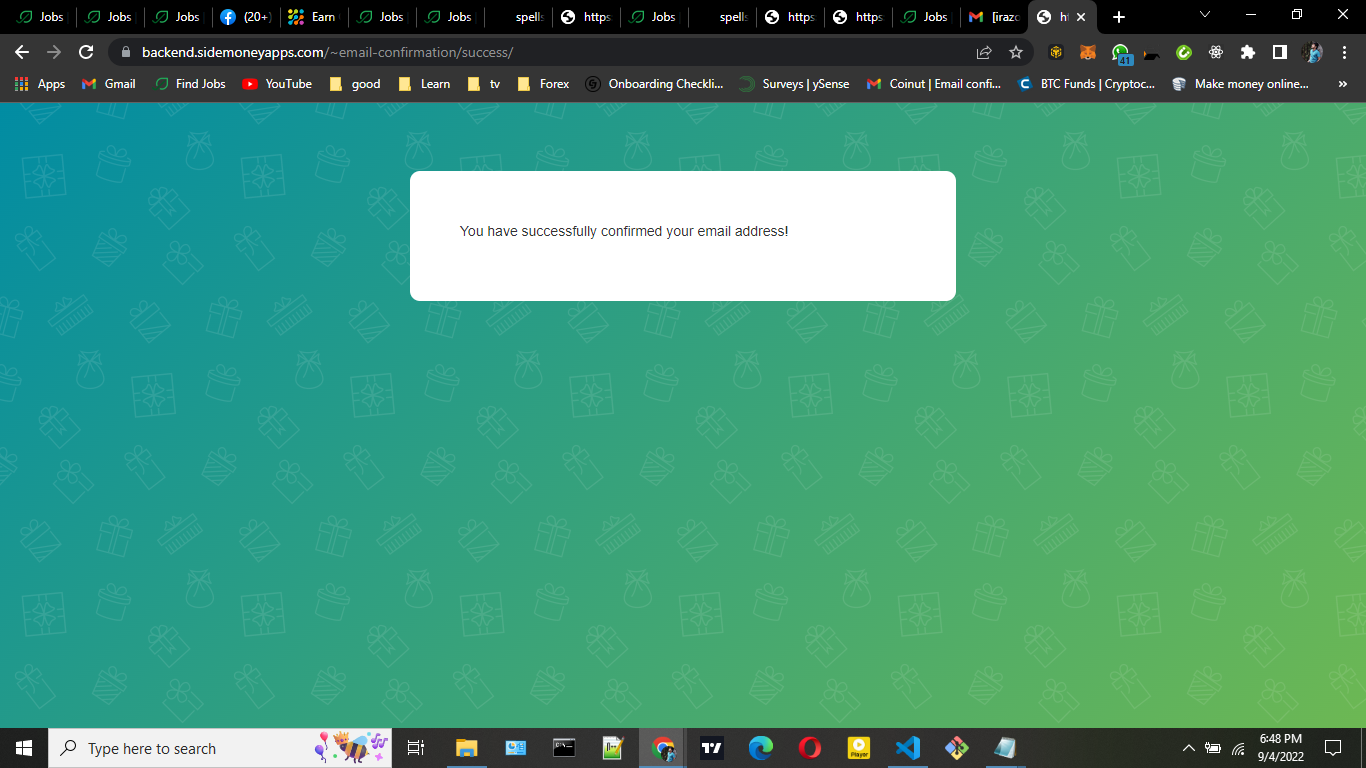 Jobs
Jobs
Jobs
(20+)
Earn
Jobs
Jobs
spells
https
Jobs
spells
https
https
Jobs
[irazo
backend.sidemoneyapps.com/~email-confirmation/success/
41
Apps
Gmail
Find Jobs
YouTube
good
Learn
tv
Forex
Onboarding Checkli...
Surveys | ySense
Coinut | Email confi...
BTC Funds | Cryptoc...
Make money online...
»
You have successfully confirmed your email address!
Type here to search
Player
6:48 PM
9/4/2022